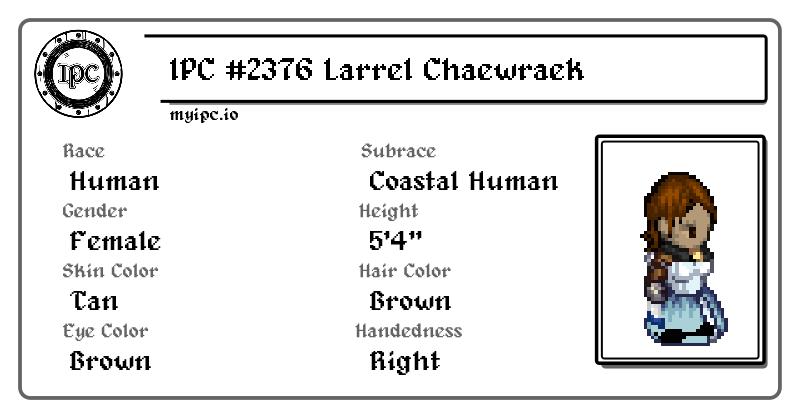 IPC
IPC #2376 Larrel Chaewraek
myipc.io
Race
Human
Subrace
Coastal Human
Gender
Female
Height
5'4"
Skin Color
Tan
Hair Color
Brown
Eye Color
Brown
Handedness
Right